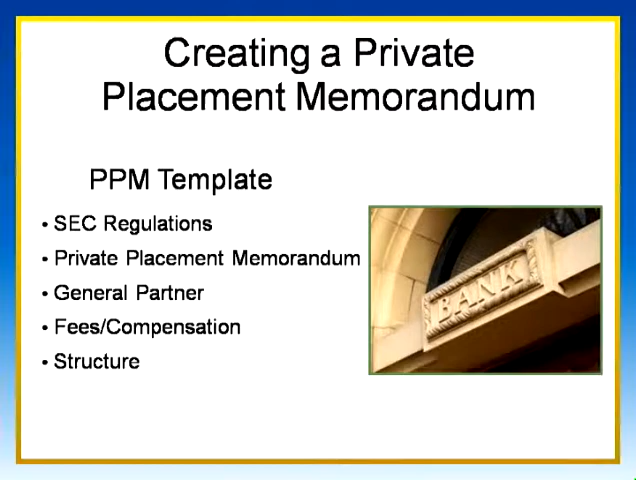 Creating a Private
Placement Memorandum
PPM Template
• SEC Regulations
• Private Placement Memorandum
• General Partner
• Fees/Compensation
• Structure
BANK